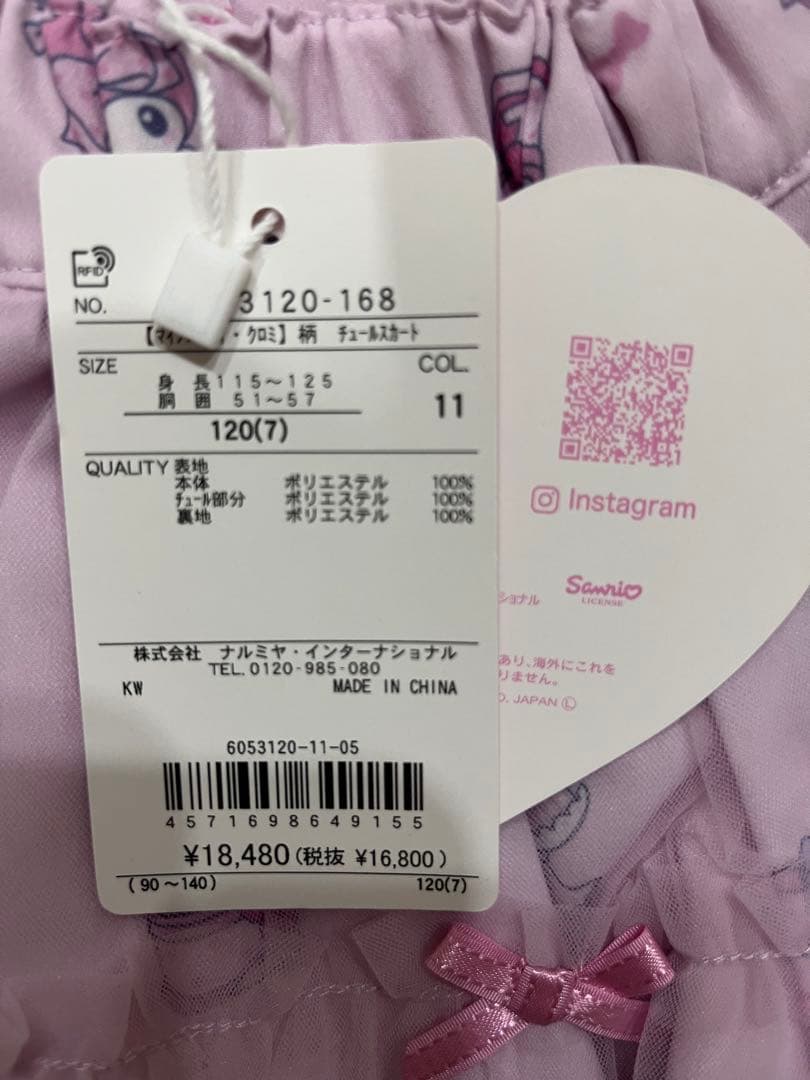 RFID
NO. 3120-168
・クロミ】柄 チュールスカート
SIZE
COL.
身 長 115～125
胴 囲 51～57
11
120(7)
QUALITY 表地
本体 ポリエステル 100%
チュール部分 ポリエステル 100%
裏地 ポリエステル 100%
株式会社 ナルミヤ・インターナショナル
TEL.0120-985-080
KW MADE IN CHINA
6053120-11-05
4571698649155
¥18,480(税抜 ¥16,800)
(90～140) 120(7)
Instagram
Sanrio
LICENSE
ショナル
あり、海外にこれを
りません。
JAPAN Ⓛ